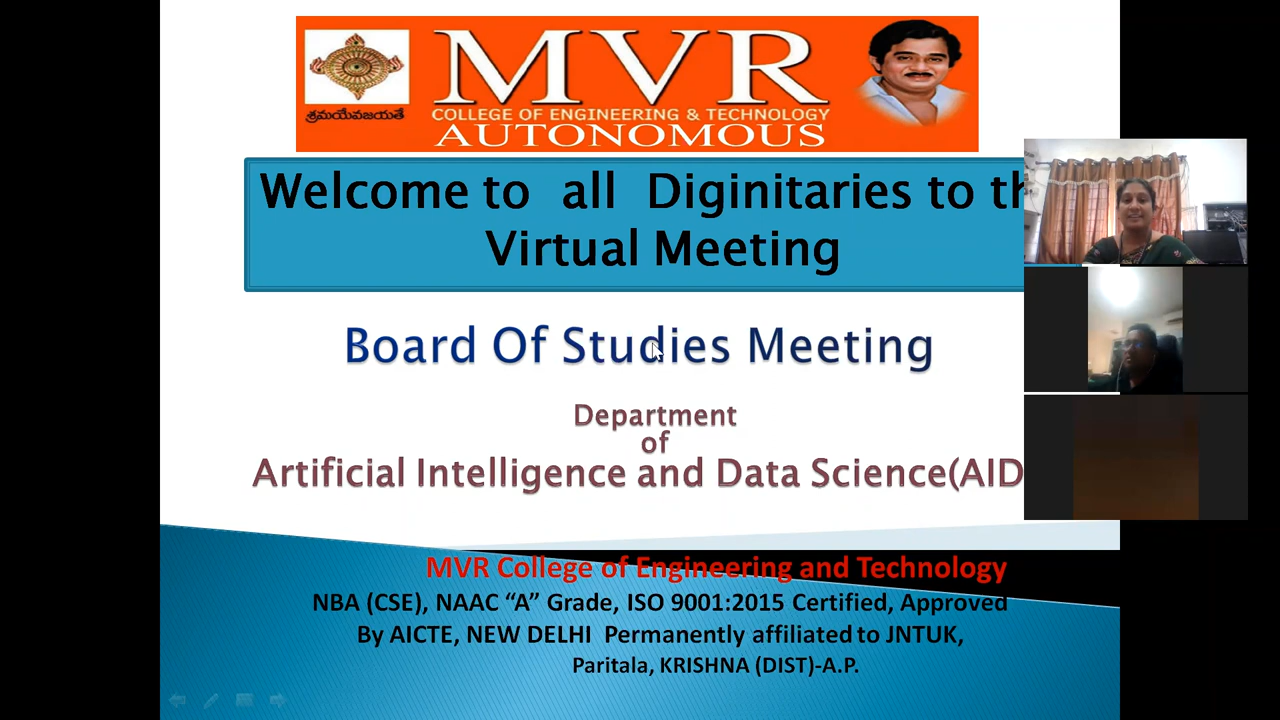 MVR
COLLEGE OF ENGINEERING & TECHNOLOGY
AUTONOMOUS
శ్రమయేవజయతే
Welcome to all Diginitaries to th
Virtual Meeting
Board Of Studies Meeting
Department
of
Artificial Intelligence and Data Science(AID
MVR College of Engineering and Technology
NBA (CSE), NAAC “A” Grade, ISO 9001:2015 Certified, Approved
By AICTE, NEW DELHI Permanently affiliated to JNTUK,
Paritala, KRISHNA (DIST)-A.P.